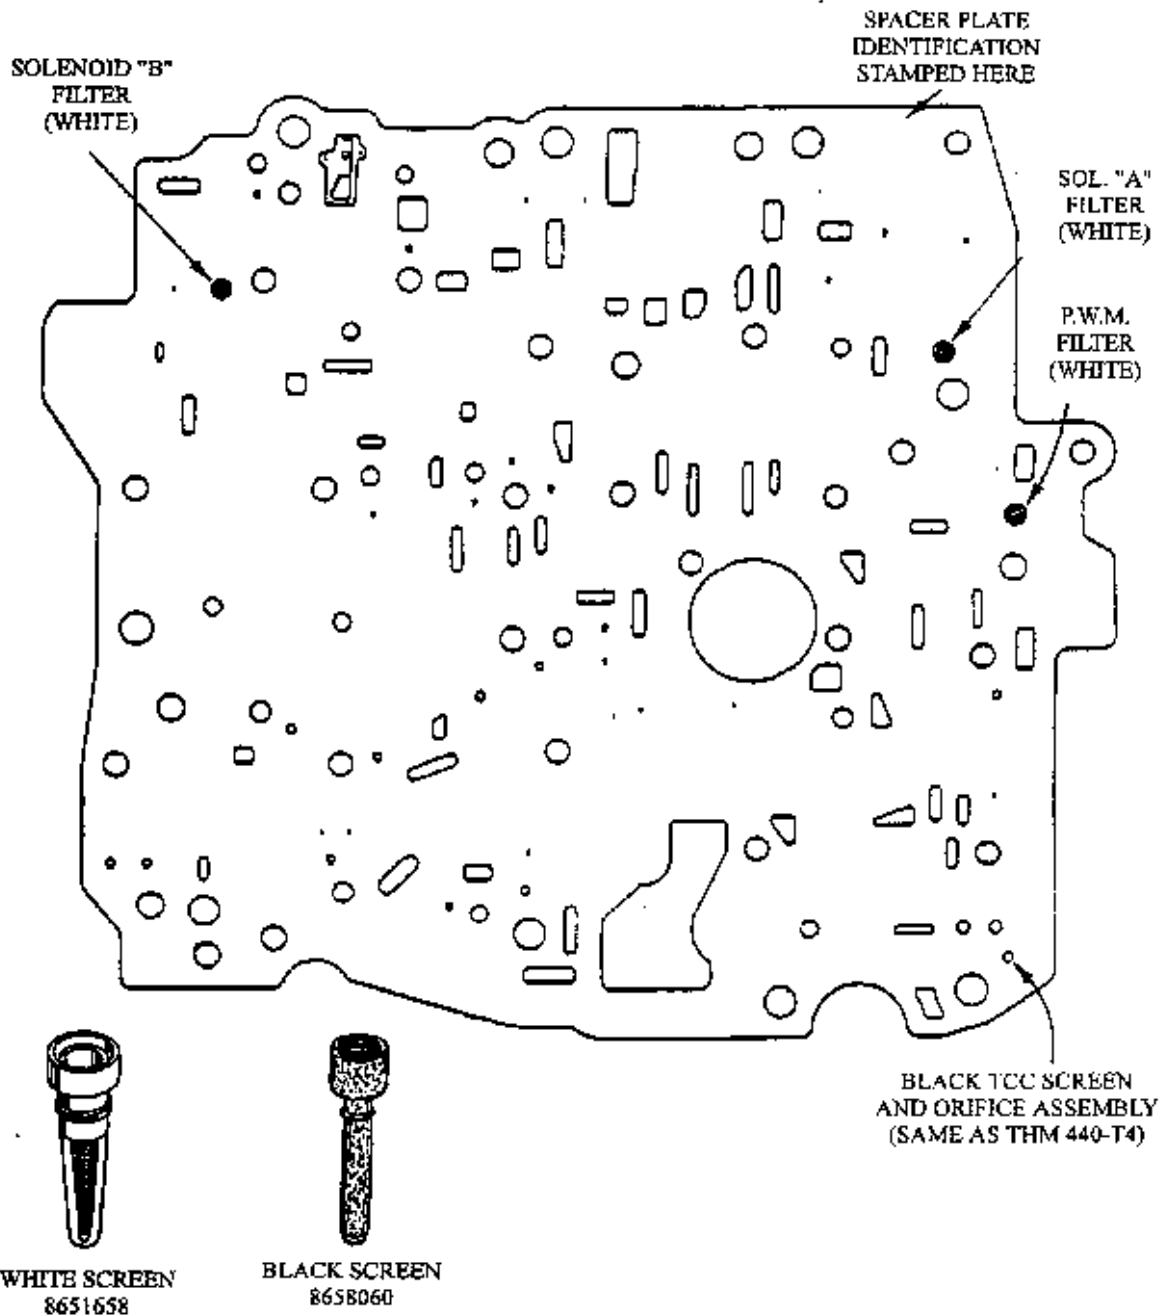 SPACER PLATE
IDENTIFICATION
STAMPED HERE
SOLENOID "B"
FILTER
(WHITE)
SOL. "A"
FILTER
(WHITE)
P.W.M.
FILTER
(WHITE)
BLACK TCC SCREEN
AND ORIFICE ASSEMBLY
(SAME AS THM 440-T4)
WHITE SCREEN
8651658
BLACK SCREEN
8658060